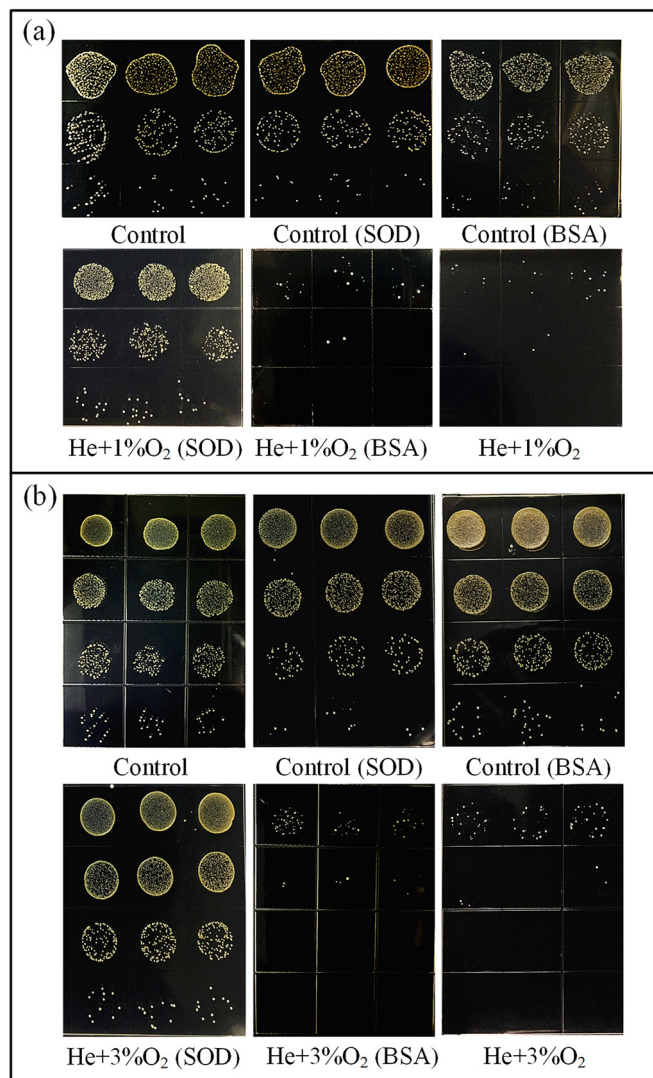 (a)
Control Control (SOD) Control (BSA)
He+1%O₂ (SOD) He+1%O₂ (BSA) He+1%O₂
(b)
Control Control (SOD) Control (BSA)
He+3%O₂ (SOD) He+3%O₂ (BSA) He+3%O₂